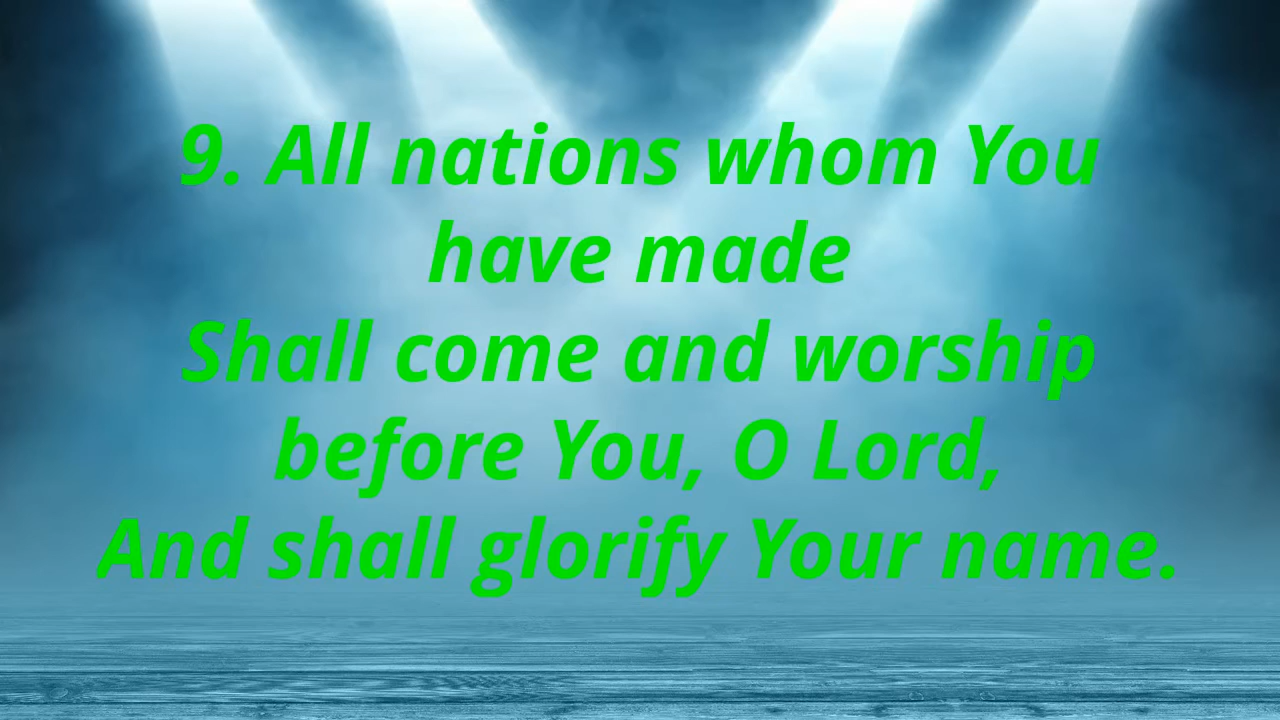 9. All nations whom You
have made
Shall come and worship
before You, O Lord,
And shall glorify Your name.